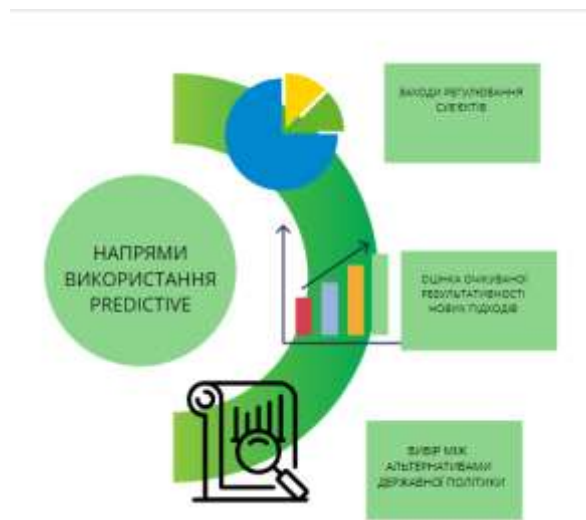 НАПРЯМИ
ВИКОРИСТАННЯ
PREDICTIVE
ЗАХОДИ РЕГУЛЮВАННЯ
СУБ'ЄКТІВ
ОЦІНКА ОЧІКУВАНОЇ
РЕЗУЛЬТАТИВНОСТІ
НОВИХ ПІДХОДІВ
ВИБІР МІЖ
АЛЬТЕРНАТИВАМИ
ДЕРЖАВНОЇ ПОЛІТИКИ